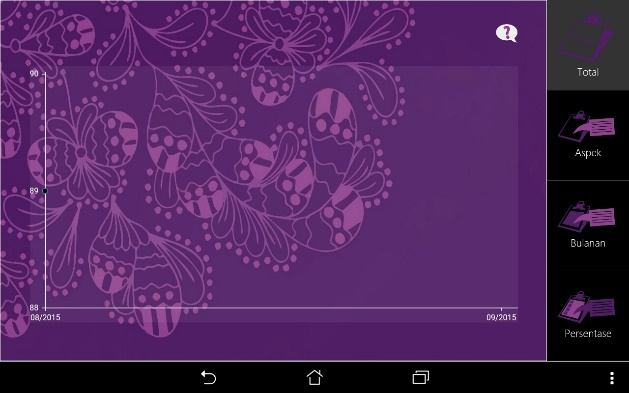 ?
Total
90
Aspek
89
Bulanan
88
08/2015
09/2015
Persentase